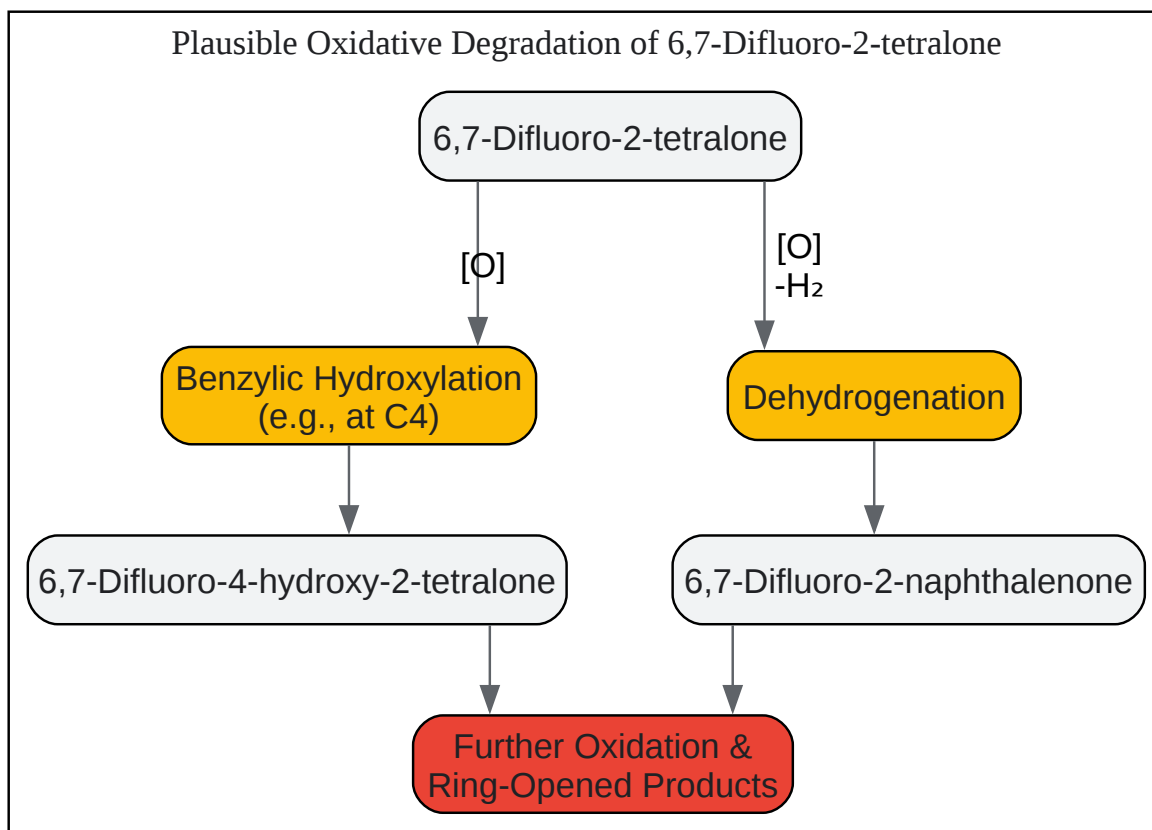 Plausible Oxidative Degradation of 6,7-Difluoro-2-tetralone
6,7-Difluoro-2-tetralone
[O]
[O]
-H₂
Benzylic Hydroxylation
(e.g., at C4)
Dehydrogenation
6,7-Difluoro-4-hydroxy-2-tetralone
6,7-Difluoro-2-naphthalenone
Further Oxidation &
Ring-Opened Products